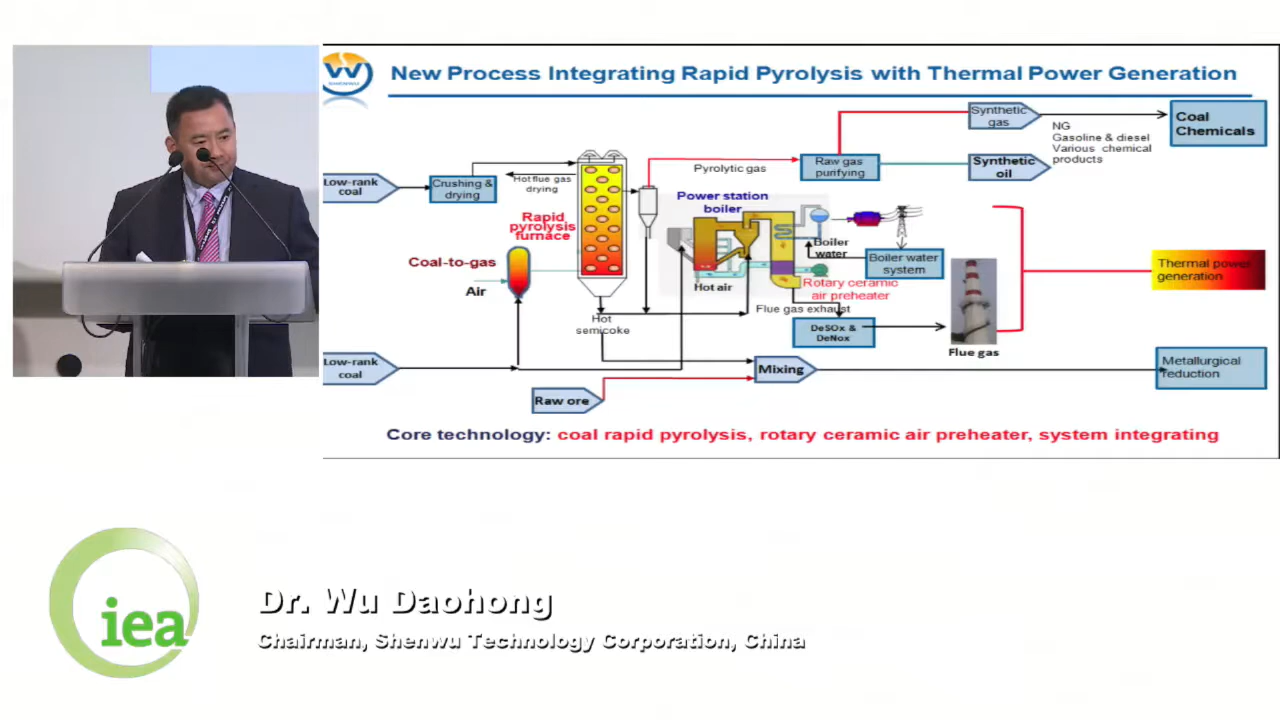 New Process Integrating Rapid Pyrolysis with Thermal Power Generation
Low-rank
coal
Crushing &
drying
Hot flue gas
drying
Rapid
pyrolysis
furnace
Pyrolytic gas
Raw gas
purifying
Synthetic
gas
Synthetic
oil
NG
Gasoline & diesel
Various chemical
products
Coal
Chemicals
Power station
boiler
Boiler
water
Boiler water
system
Coal-to-gas
Air
Hot air
Rotary ceramic
air preheater
Flue gas exhaust
Thermal power
generation
Hot
semicoke
DeSOx &
DeNox
Flue gas
Low-rank
coal
Mixing
Metallurgical
reduction
Raw ore
Core technology: coal rapid pyrolysis, rotary ceramic air preheater, system integrating
iea
Dr. Wu Daohong
Chairman, Shenwu Technology Corporation, China